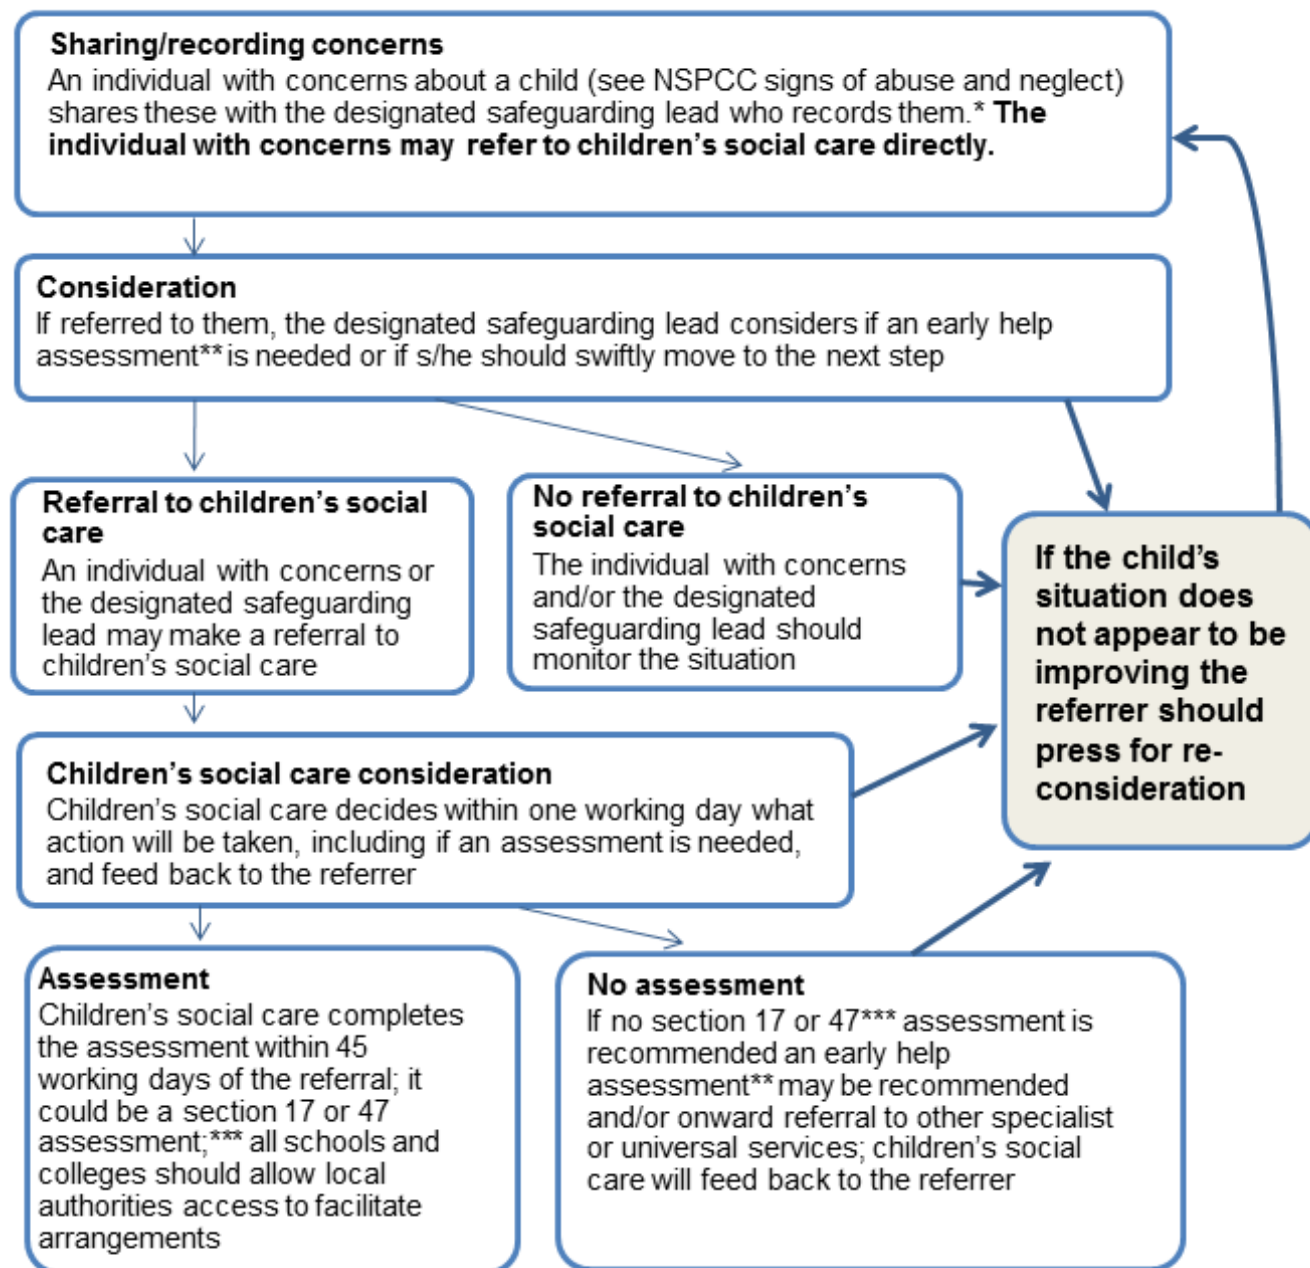 Sharing/recording concerns
An individual with concerns about a child (see NSPCC signs of abuse and neglect)
shares these with the designated safeguarding lead who records them.* The
individual with concerns may refer to children's social care directly.
Consideration
If referred to them, the designated safeguarding lead considers if an early help
assessment** is needed or if s/he should swiftly move to the next step
Referral to children's social
care
An individual with concerns or
the designated safeguarding
lead may make a referral to
children's social care
No referral to children's
social care
The individual with concerns
and/or the designated
safeguarding lead should
monitor the situation
If the child's
situation does
not appear to be
improving the
referrer should
press for re-
consideration
Children's social care consideration
Children's social care decides within one working day what
action will be taken, including if an assessment is needed,
and feed back to the referrer
Assessment
Children's social care completes
the assessment within 45
working days of the referral; it
could be a section 17 or 47
assessment;*** all schools and
colleges should allow local
authorities access to facilitate
arrangements
No assessment
If no section 17 or 47*** assessment is
recommended an early help
assessment** may be recommended
and/or onward referral to other specialist
or universal services; children's social
care will feed back to the referrer